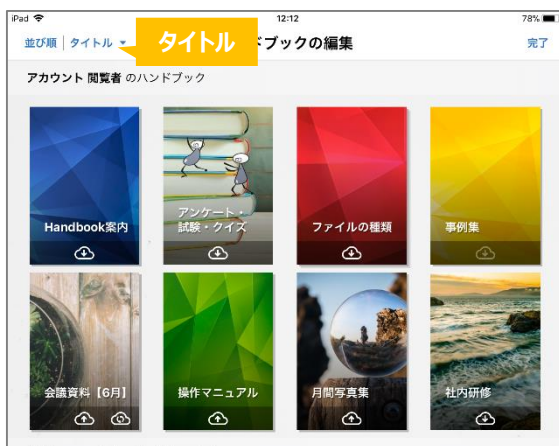 iPad 12:12 78%
並び順 タイトル タイトル ドブックの編集 完了
アカウント 閲覧者 のハンドブック
Handbook案内
アンケート・
試験・クイズ
ファイルの種類
事例集
会議資料【6月】
操作マニュアル
月間写真集
社内研修